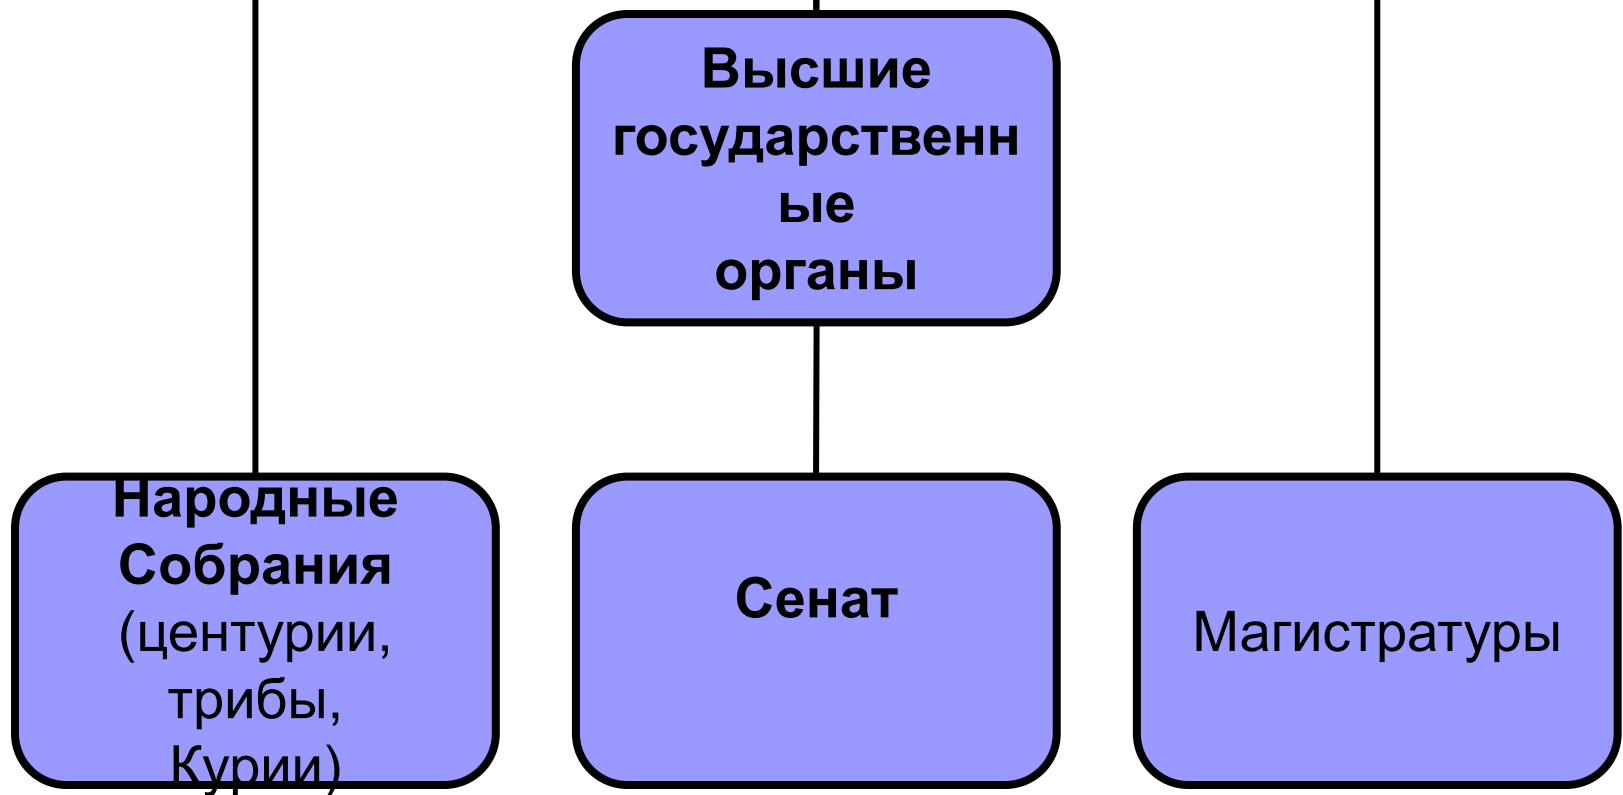 Высшие
государственн
ые
органы
Народные
Собрания
(центурии,
трибы,
Курии)
Сенат
Магистратуры